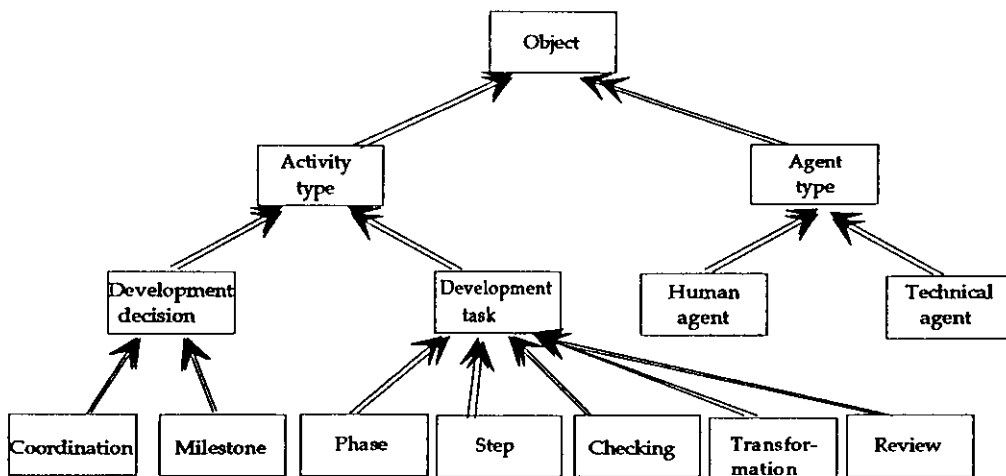 Object
Activity
type
Agent
type
Development
decision
Development
task
Human
agent
Technical
agent
Coordination
Milestone
Phase
Step
Checking
Transfor-
mation
Review